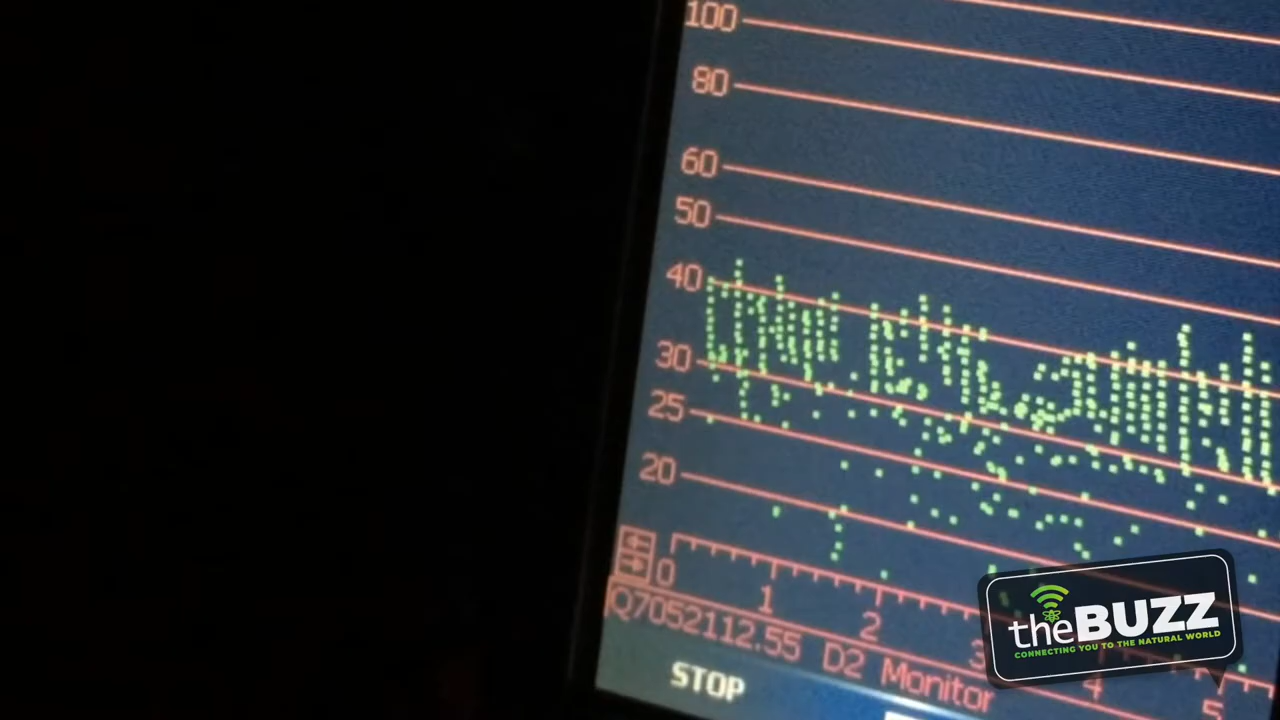 100
80
60
50
40
30
25
20
0 1 2 3 4 5
Q7052112.55 D2 Monitor
STOP
theBUZZ
CONNECTING YOU TO THE NATURAL WORLD